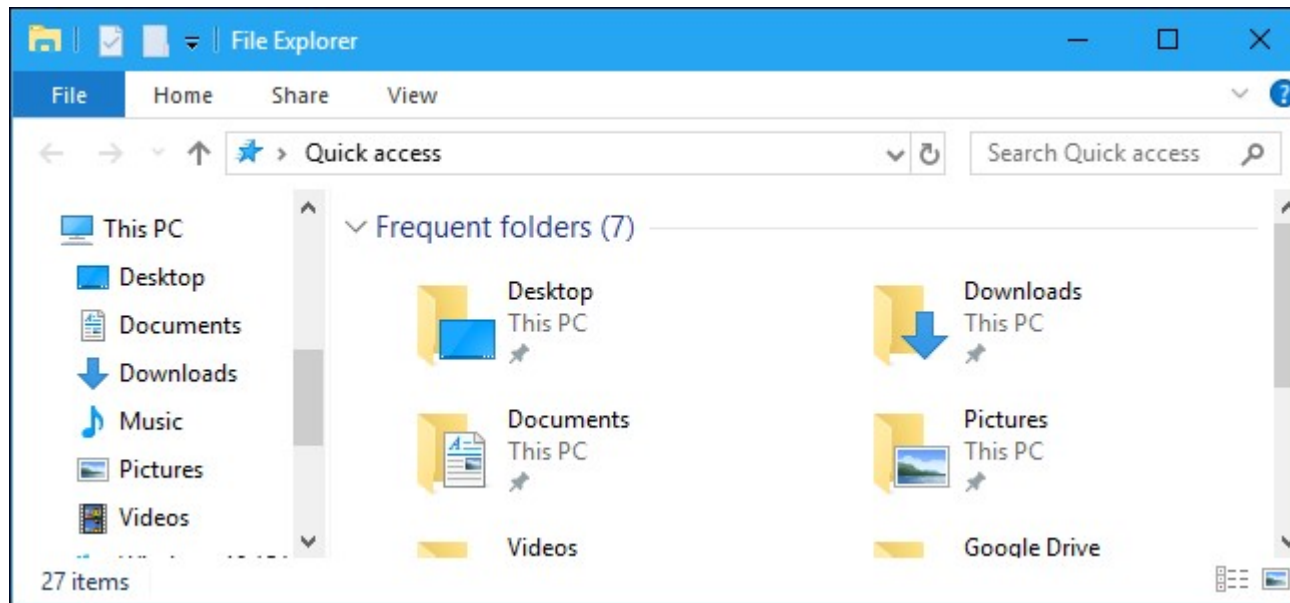 File Explorer
File Home Share View
?
Quick access
Search Quick access
This PC
Desktop
Documents
Downloads
Music
Pictures
Videos
Frequent folders (7)
Desktop
This PC
Downloads
This PC
Documents
This PC
Pictures
This PC
Videos
Google Drive
27 items